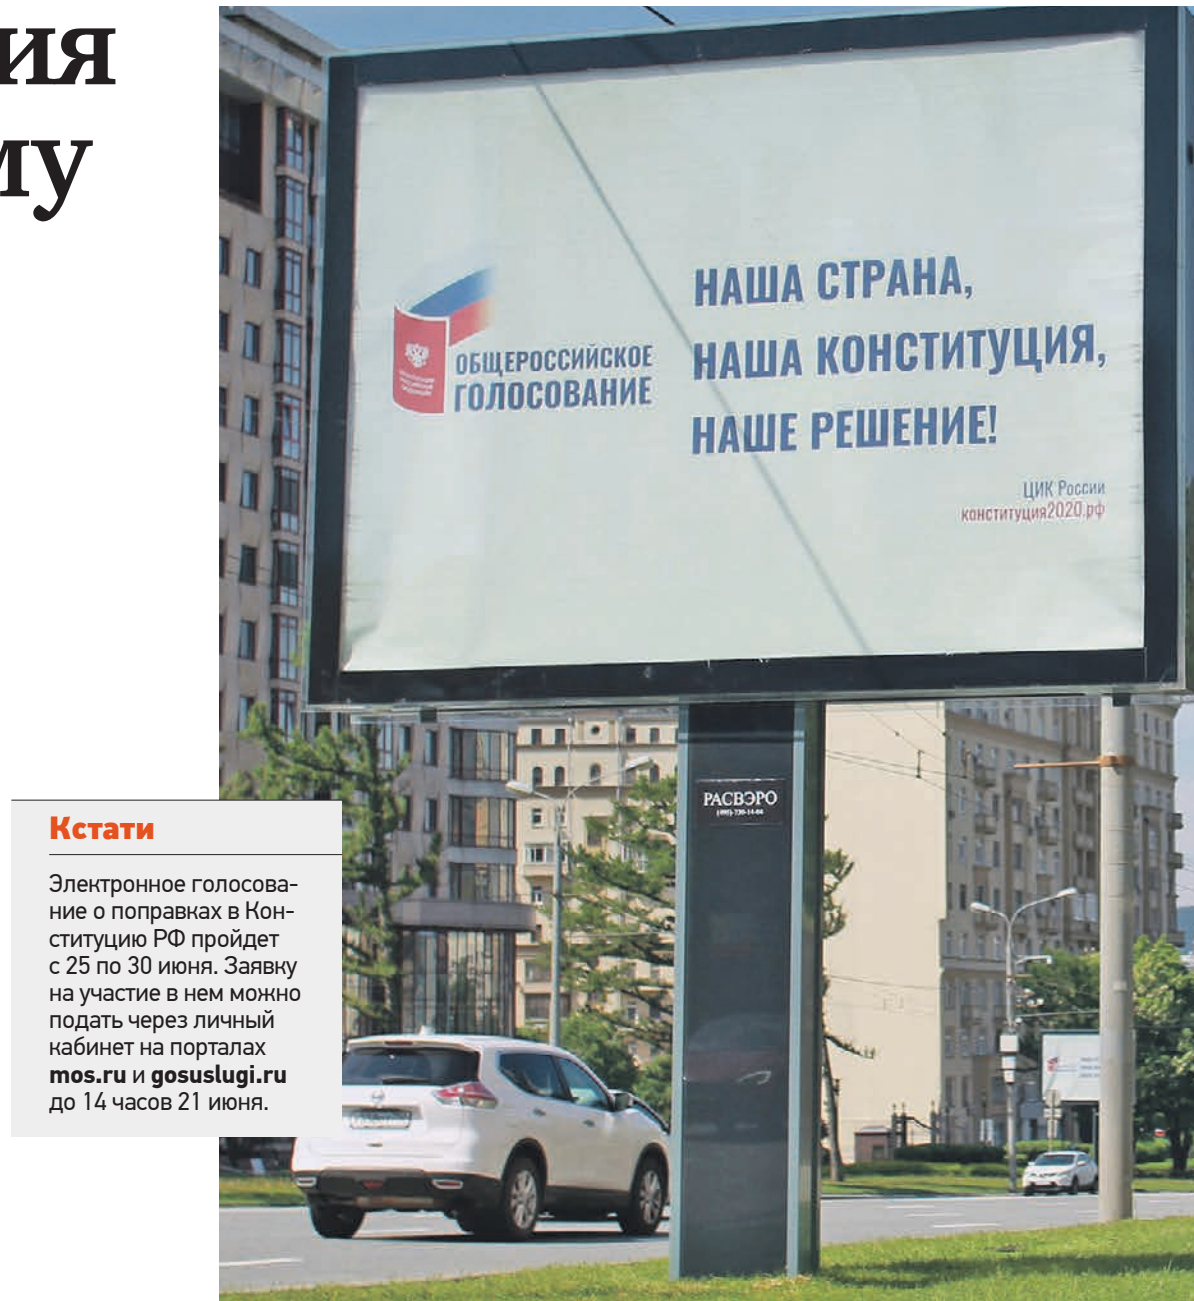 ия
му
ОБЩЕРОССИЙСКОЕ
ГОЛОСОВАНИЕ
НАША СТРАНА,
НАША КОНСТИТУЦИЯ,
НАШЕ РЕШЕНИЕ!
ЦИК России
конституция2020.рф
РАСВЭРО
Кстати
Электронное голосова-
ние о поправках в Кон-
ституцию РФ пройдет
с 25 по 30 июня. Заявку
на участие в нем можно
подать через личный
кабинет на порталах
mos.ru и gosuslugi.ru
до 14 часов 21 июня.